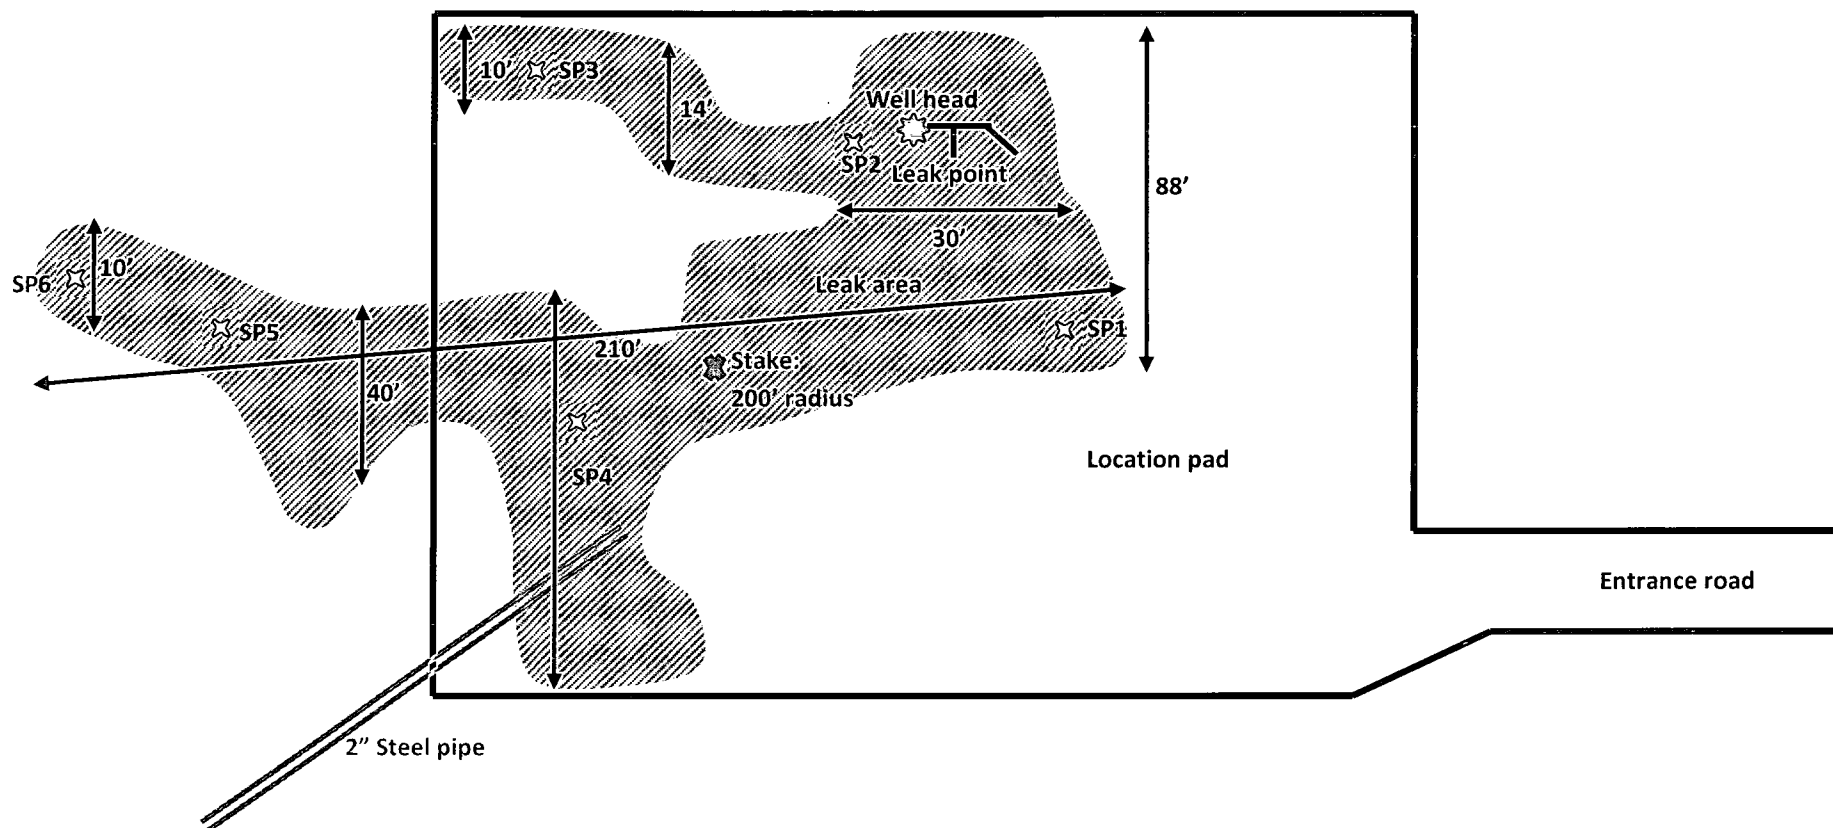 10’
SP3
14’
Well head
SP2
Leak point
88’
30’
SP6
10’
Leak area
SP5
SP1
210’
Stake:
200’ radius
40’
Location pad
SP4
Entrance road
2” Steel pipe